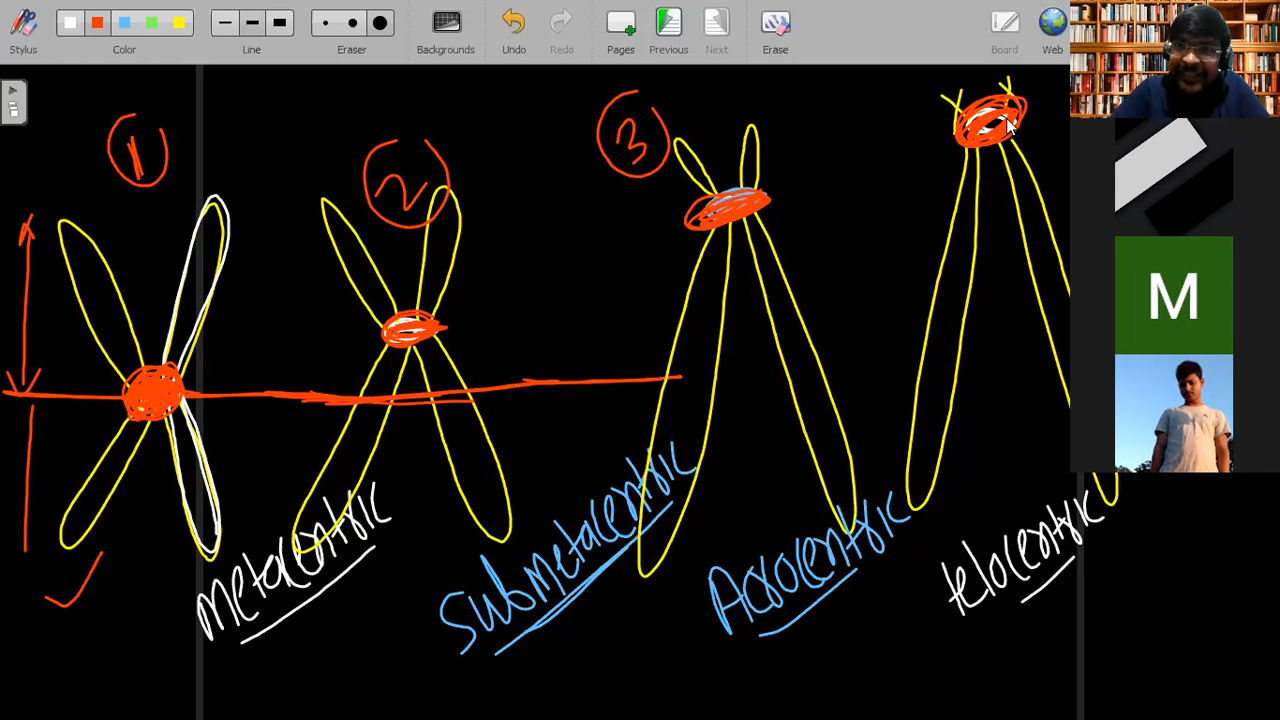 Stylus
Color
Line
Eraser
Backgrounds
Undo
Redo
Pages
Previous
Next
Erase
Board
Web
1
2
3
M
metacentric
Submetacentric
Acrocentric
telocentric